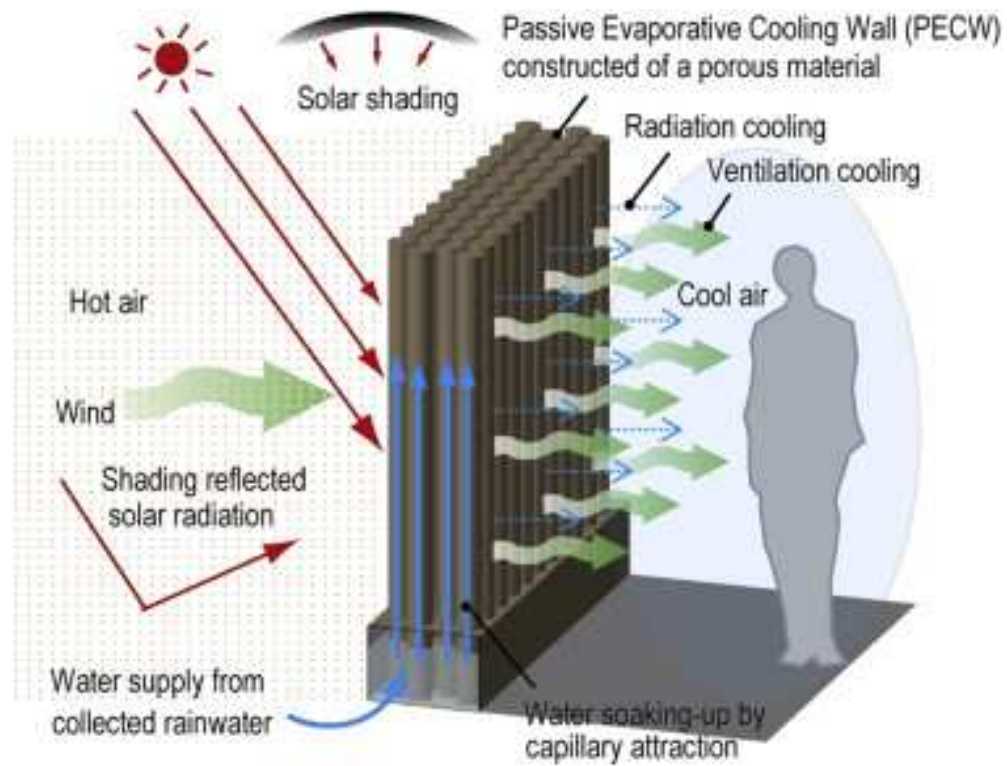 Passive Evaporative Cooling Wall (PECW)
constructed of a porous material
Solar shading
Radiation cooling
Ventilation cooling
Hot air
Cool air
Wind
Shading reflected
solar radiation
Water supply from
collected rainwater
Water soaking-up by
capillary attraction